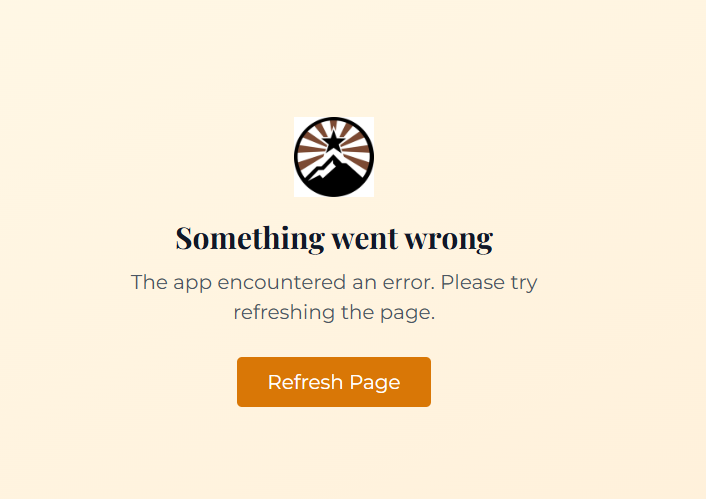 Something went wrong
The app encountered an error. Please try
refreshing the page.
Refresh Page